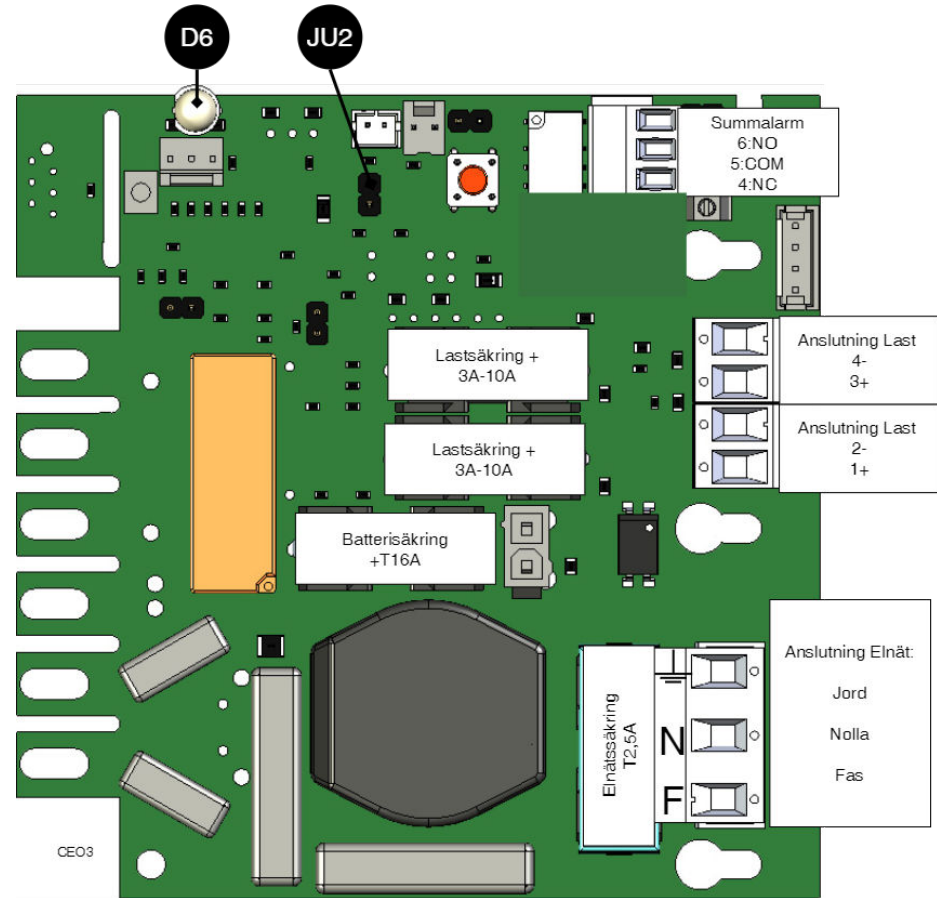 D6
JU2
Summalarm
6:NO
5:COM
4:NC
Anslutning Last
4-
3+
Lastsäkring +
3A-10A
Anslutning Last
2-
1+
Lastsäkring +
3A-10A
Batterisäkring
+T16A
Anslutning Elnät:
Jord
Nolla
Fas
Elnätssäkring
T2,5A
N
F
CEO3